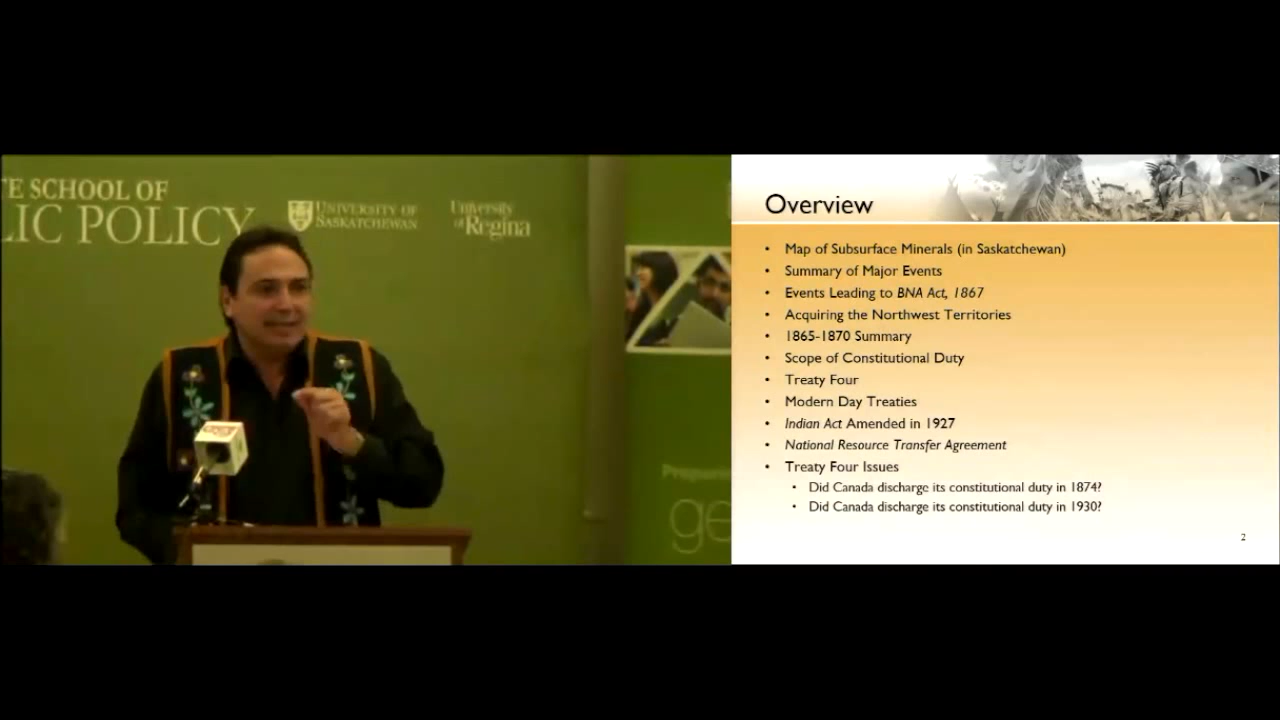 TE SCHOOL OF
LIC POLICY
UNIVERSITY OF
SASKATCHEWAN
University
of Regina
ge
Overview
• Map of Subsurface Minerals (in Saskatchewan)
• Summary of Major Events
• Events Leading to BNA Act, 1867
• Acquiring the Northwest Territories
• 1865-1870 Summary
• Scope of Constitutional Duty
• Treaty Four
• Modern Day Treaties
• Indian Act Amended in 1927
• National Resource Transfer Agreement
• Treaty Four Issues
• Did Canada discharge its constitutional duty in 1874?
• Did Canada discharge its constitutional duty in 1930?
2